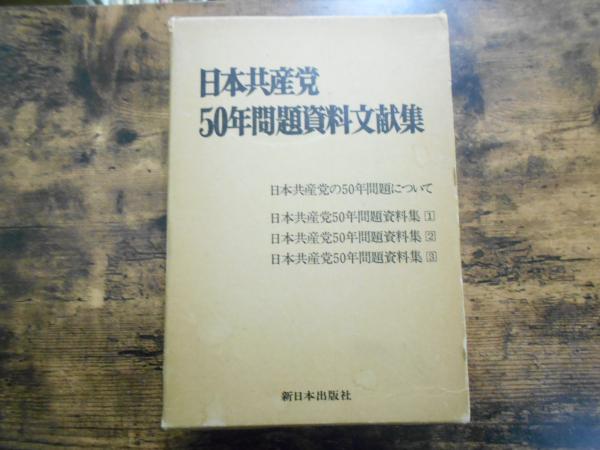 日本共産党
50年問題資料文献集
日本共産党の50年問題について
日本共産党50年問題資料集 1
日本共産党50年問題資料集 2
日本共産党50年問題資料集 3
新日本出版社